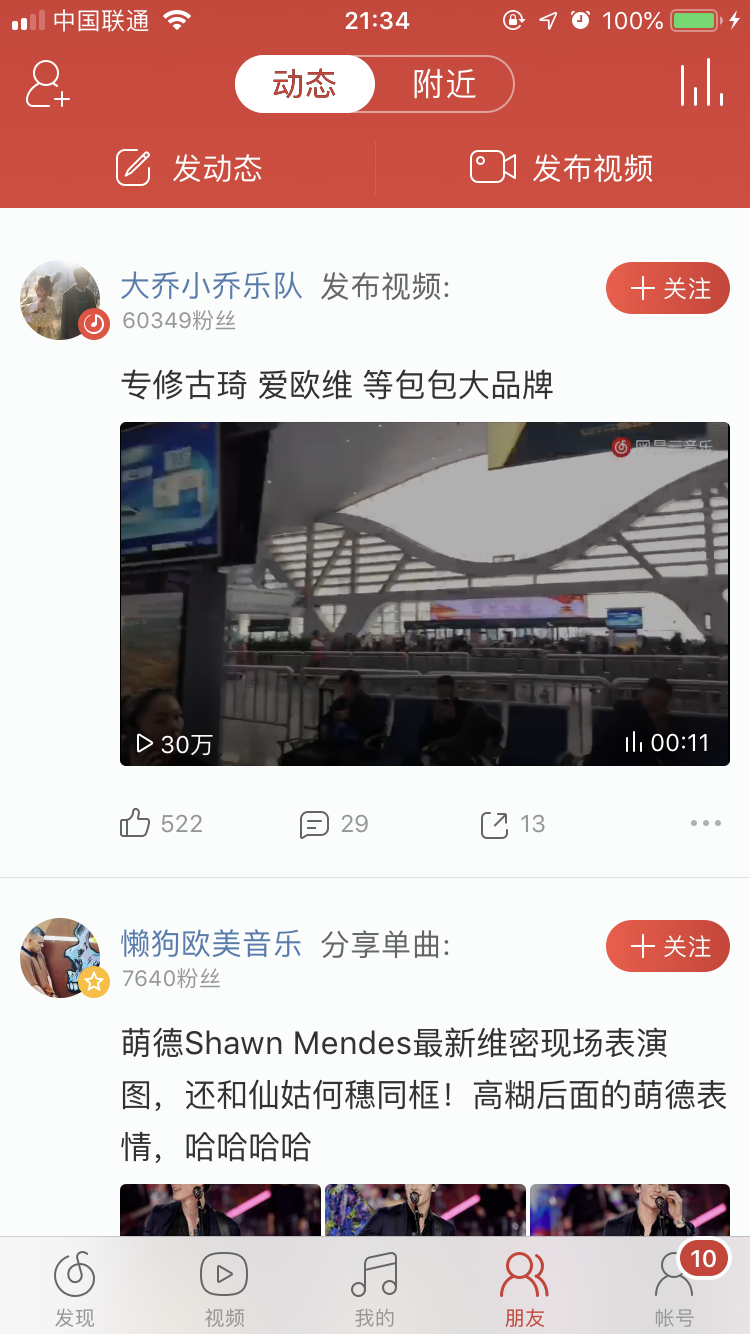 中国联通 21:34 100%
动态 附近
发动态 发布视频
大乔小乔乐队 发布视频: 关注
60349粉丝
专修古琦 爱欧维 等包包大品牌
网易云音乐
30万 00:11
522 29 13
懒狗欧美音乐 分享单曲: 关注
7640粉丝
萌德Shawn Mendes最新维密现场表演
图，还和仙姑何穗同框！高糊后面的萌德表
情，哈哈哈哈
10
发现 视频 我的 朋友 帐号